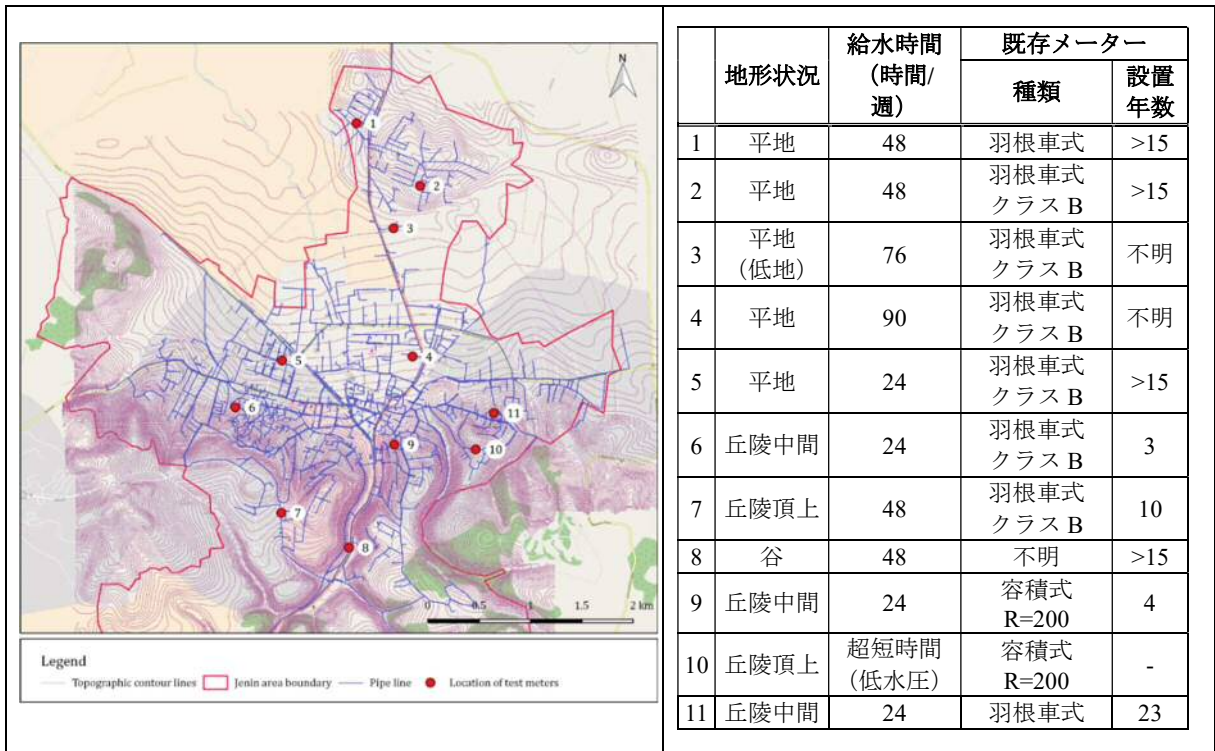 N
1
2
3
4
5
6
7
8
9
10
11
0 0.5 1 1.5 2 km
Legend
Topographic contour lines Jenin area boundary Pipe line Location of test meters
地形状況 給水時間（時間/週） 既存メーター
種類 設置年数
1 平地 48 羽根車式 >15
2 平地 48 羽根車式 クラス B >15
3 平地（低地） 76 羽根車式 クラス B 不明
4 平地 90 羽根車式 クラス B 不明
5 平地 24 羽根車式 クラス B >15
6 丘陵中間 24 羽根車式 クラス B 3
7 丘陵頂上 48 羽根車式 クラス B 10
8 谷 48 不明 >15
9 丘陵中間 24 容積式 R=200 4
10 丘陵頂上 超短時間（低水圧） 容積式 R=200 -
11 丘陵中間 24 羽根車式 23